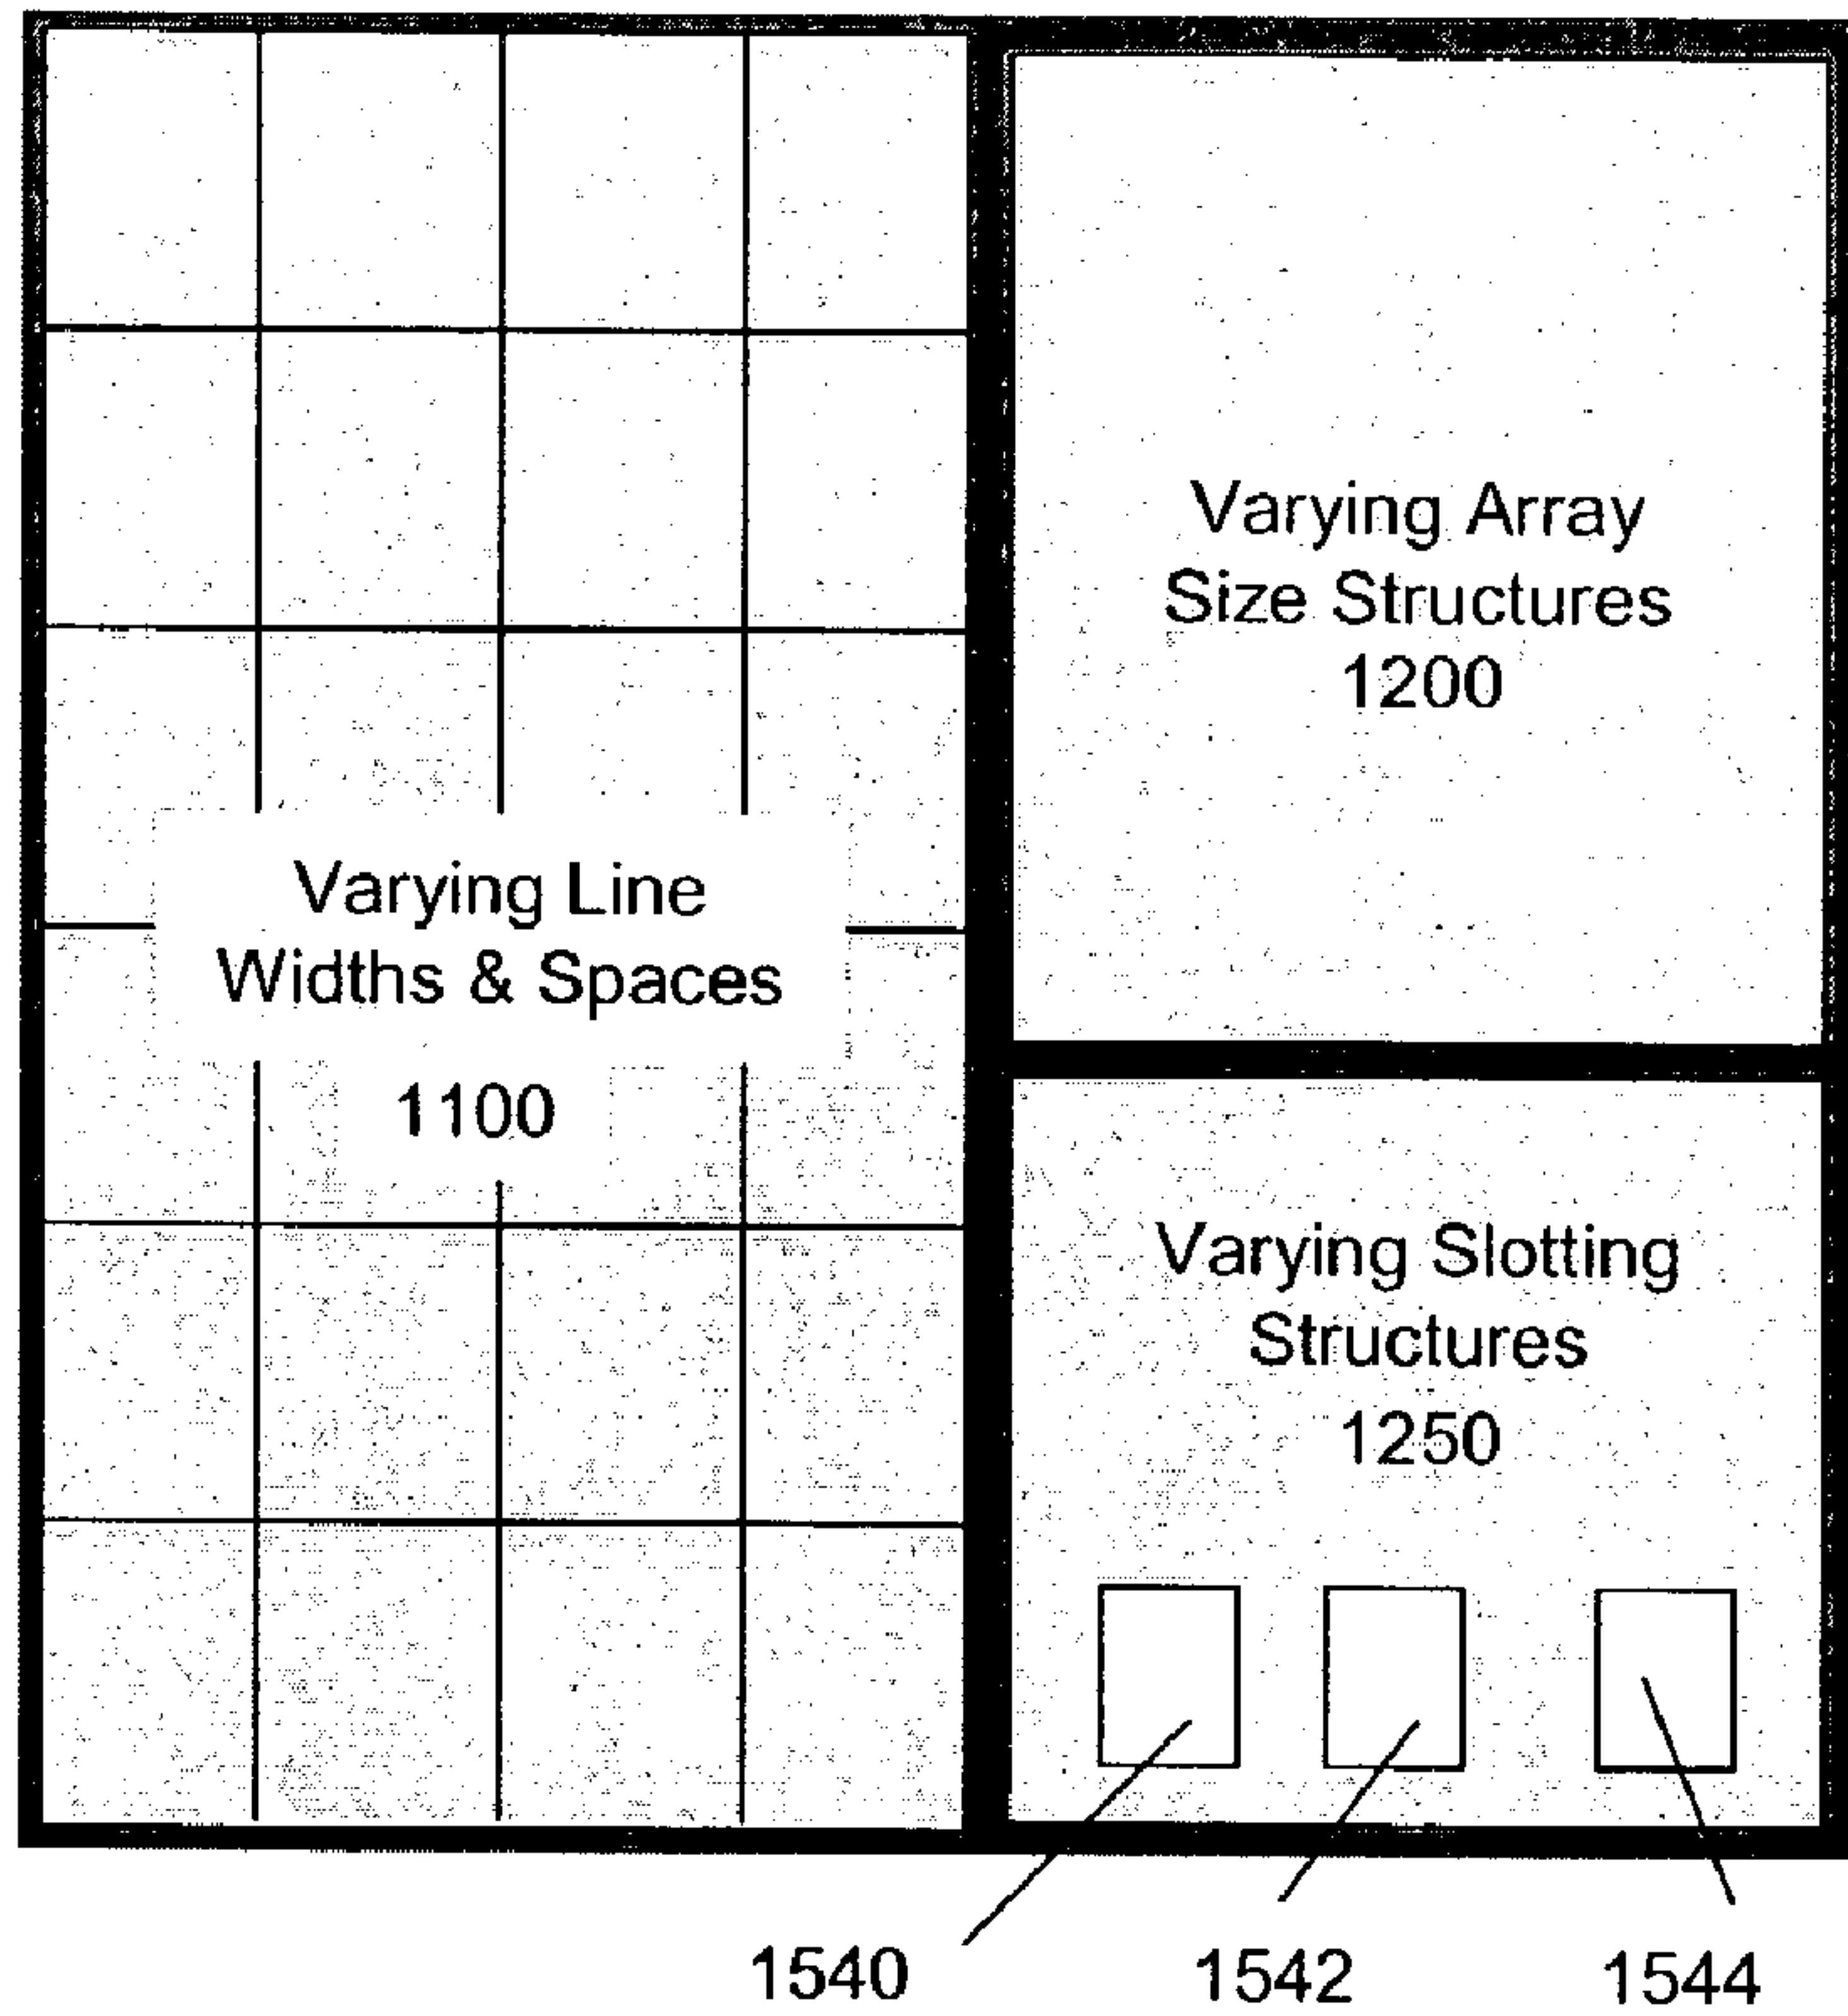 Varying Line
Widths & Spaces
1100
Varying Array
Size Structures
1200
Varying Slotting
Structures
1250
1540
1542
1544